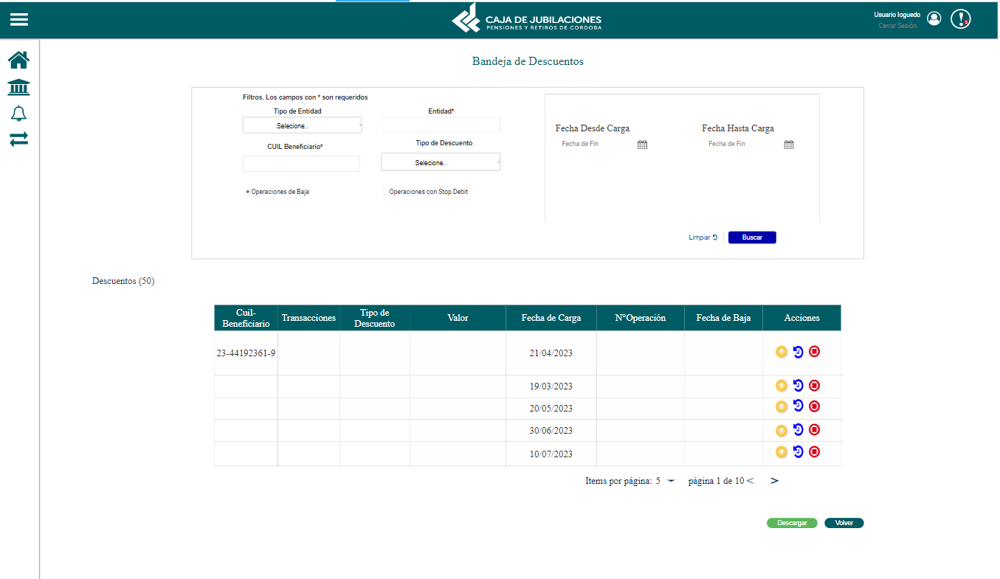 CAJA DE JUBILACIONES
PENSIONES Y RETIROS DE CORDOBA
Usuario loguedo
Cerrar Sesión.
Bandeja de Descuentos
Filtros. Los campos con * son requeridos
Tipo de Entidad
Selecione..
Entidad*
CUIL Beneficiario*
Tipo de Descuento
Selecione..
Operaciones de Baja
Operaciones con Stop Debit
Fecha Desde Carga
Fecha de Fin
Fecha Hasta Carga
Fecha de Fin
Limpiar
Buscar
Descuentos (50)
Cuil-
Beneficiario
Transacciones
Tipo de
Descuento
Valor
Fecha de Carga
N°Operación
Fecha de Baja
Acciones
23-44192361-9
21/04/2023
19/03/2023
20/05/2023
30/06/2023
10/07/2023
Items por página: 5
página 1 de 10 < >
Descargar
Volver